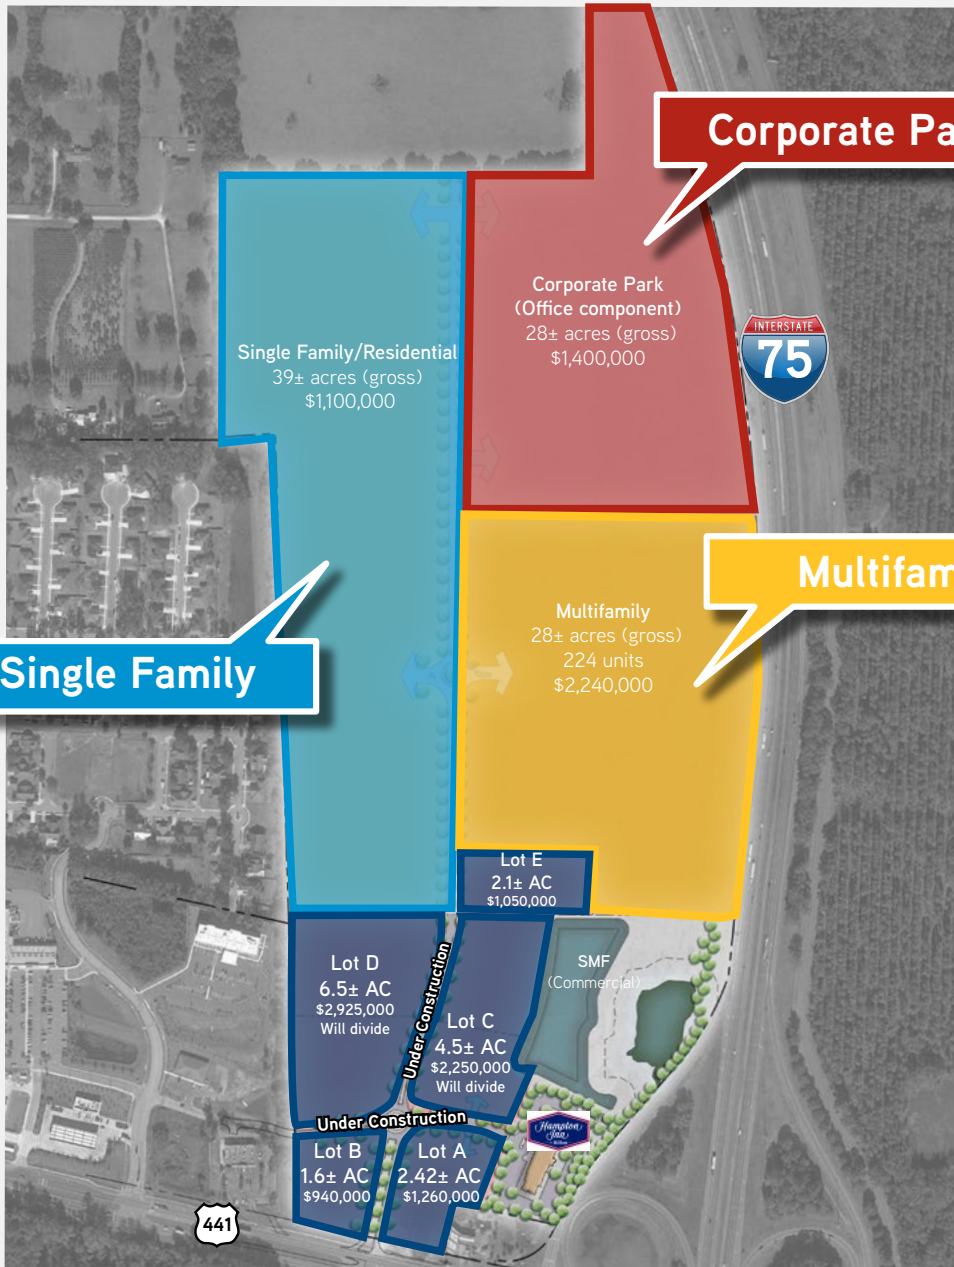 Corporate Pa
Corporate Park
(Office component)
28± acres (gross)
$1,400,000
INTERSTATE
75
Single Family/Residential
39± acres (gross)
$1,100,000
Multifam
Multifamily
28± acres (gross)
224 units
$2,240,000
Single Family
Lot E
2.1± AC
$1,050,000
Lot D
6.5± AC
$2,925,000
Will divide
Under Construction
SMF
(Commercial)
Lot C
4.5± AC
$2,250,000
Will divide
Under Construction
Hampton
Inn
Lot B
1.6± AC
$940,000
Lot A
2.42± AC
$1,260,000
441